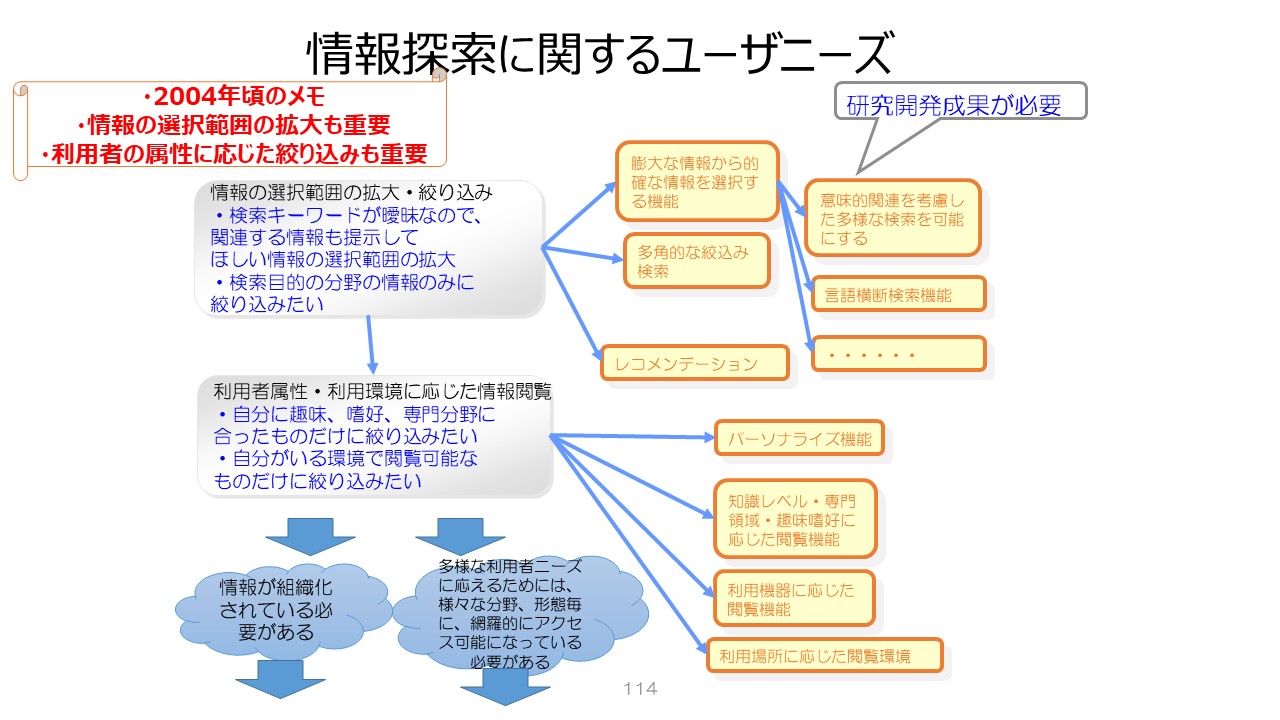 情報探索に関するユーザニーズ
・2004年頃のメモ
・情報の選択範囲の拡大も重要
・利用者の属性に応じた絞り込みも重要
研究開発成果が必要
情報の選択範囲の拡大・絞り込み
・検索キーワードが曖昧なので、
関連する情報も提示して
ほしい情報の選択範囲の拡大
・検索目的の分野の情報のみに
絞り込みたい
膨大な情報から的
確な情報を選択す
る機能
多角的な絞込み
検索
レコメンデーション
意味的関連を考慮し
た多様な検索を可能
にする
言語横断検索機能
・・・・・・
利用者属性・利用環境に応じた情報閲覧
・自分に趣味、嗜好、専門分野に
合ったものだけに絞り込みたい
・自分がいる環境で閲覧可能な
ものだけに絞り込みたい
パーソナライズ機能
知識レベル・専門
領域・趣味嗜好に
応じた閲覧機能
利用機器に応じた
閲覧機能
利用場所に応じた閲覧環境
情報が組織化
されている必
要がある
多様な利用者ニーズ
に応えるためには、
様々な分野、形態毎
に、網羅的にアクセ
ス可能になっている
必要がある
114